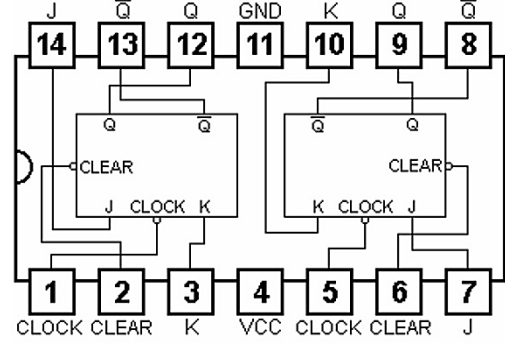 J Q̅ Q GND K Q Q̅
14 13 12 11 10 9 8
Q Q̅ Q̅ Q
CLEAR CLEAR
J CLOCK K K CLOCK J
1 2 3 4 5 6 7
CLOCK CLEAR K VCC CLOCK CLEAR J